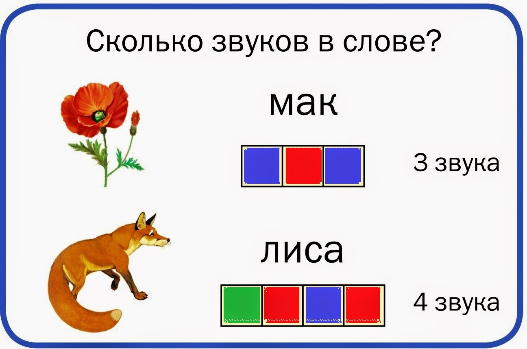 Сколько звуков в слове?
мак
3 звука
лиса
4 звука